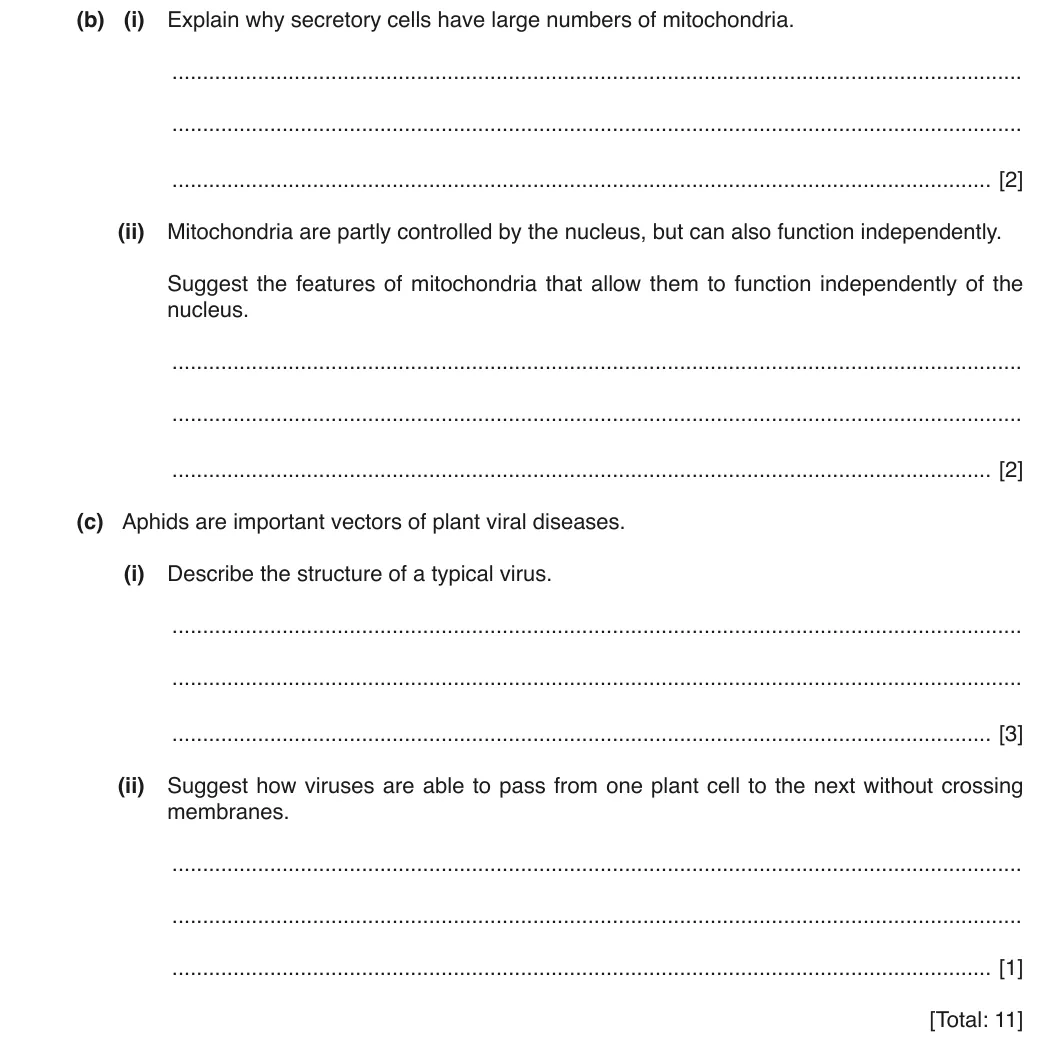 (b) (i) Explain why secretory cells have large numbers of mitochondria.
..........................................................................................................................................
..........................................................................................................................................
..................................................................................................................................... [2]
(ii) Mitochondria are partly controlled by the nucleus, but can also function independently.
Suggest the features of mitochondria that allow them to function independently of the
nucleus.
..........................................................................................................................................
..........................................................................................................................................
..................................................................................................................................... [2]
(c) Aphids are important vectors of plant viral diseases.
(i) Describe the structure of a typical virus.
..........................................................................................................................................
..........................................................................................................................................
..................................................................................................................................... [3]
(ii) Suggest how viruses are able to pass from one plant cell to the next without crossing
membranes.
..........................................................................................................................................
..........................................................................................................................................
..................................................................................................................................... [1]
[Total: 11]